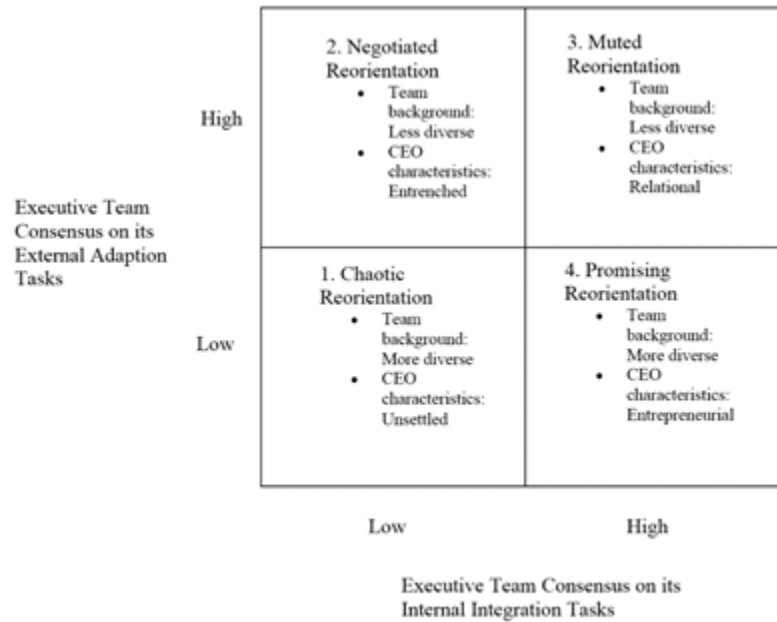 2. Negotiated
Reorientation
• Team
background:
Less diverse
• CEO
characteristics:
Entrenched
3. Muted
Reorientation
• Team
background:
Less diverse
• CEO
characteristics:
Relational
High
Executive Team
Consensus on its
External Adaption
Tasks
1. Chaotic
Reorientation
• Team
background:
More diverse
• CEO
characteristics:
Unsettled
4. Promising
Reorientation
• Team
background:
More diverse
• CEO
characteristics:
Entrepreneurial
Low
Low
High
Executive Team Consensus on its
Internal Integration Tasks